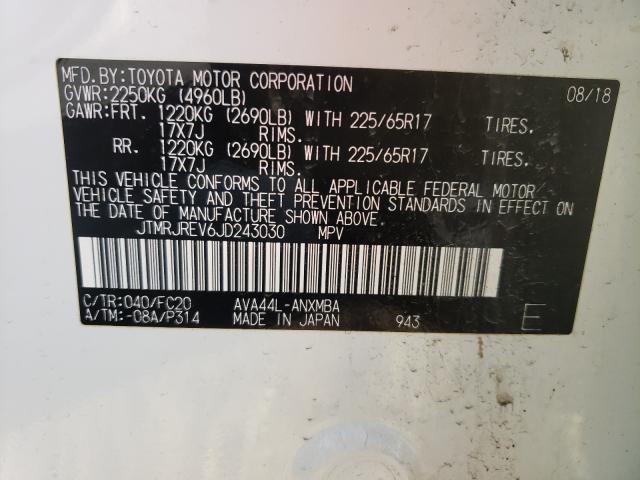 MFD.BY:TOYOTA MOTOR CORPORATION 08/18
GVWR:2250KG (4960LB)
GAWR:FRT. 1220KG (2690LB) WITH 225/65R17 TIRES.
17X7J RIMS.
RR. 1220KG (2690LB) WITH 225/65R17 TIRES.
17X7J RIMS.
THIS VEHICLE CONFORMS TO ALL APPLICABLE FEDERAL MOTOR
VEHICLE SAFETY AND THEFT PREVENTION STANDARDS IN EFFECT ON
THE DATE OF MANUFACTURE SHOWN ABOVE.
JTMRJREV6JD243030 MPV
C/TR:040/FC20 AVA44L-ANXMBA
A/TM:-08A/P314 MADE IN JAPAN 943 E